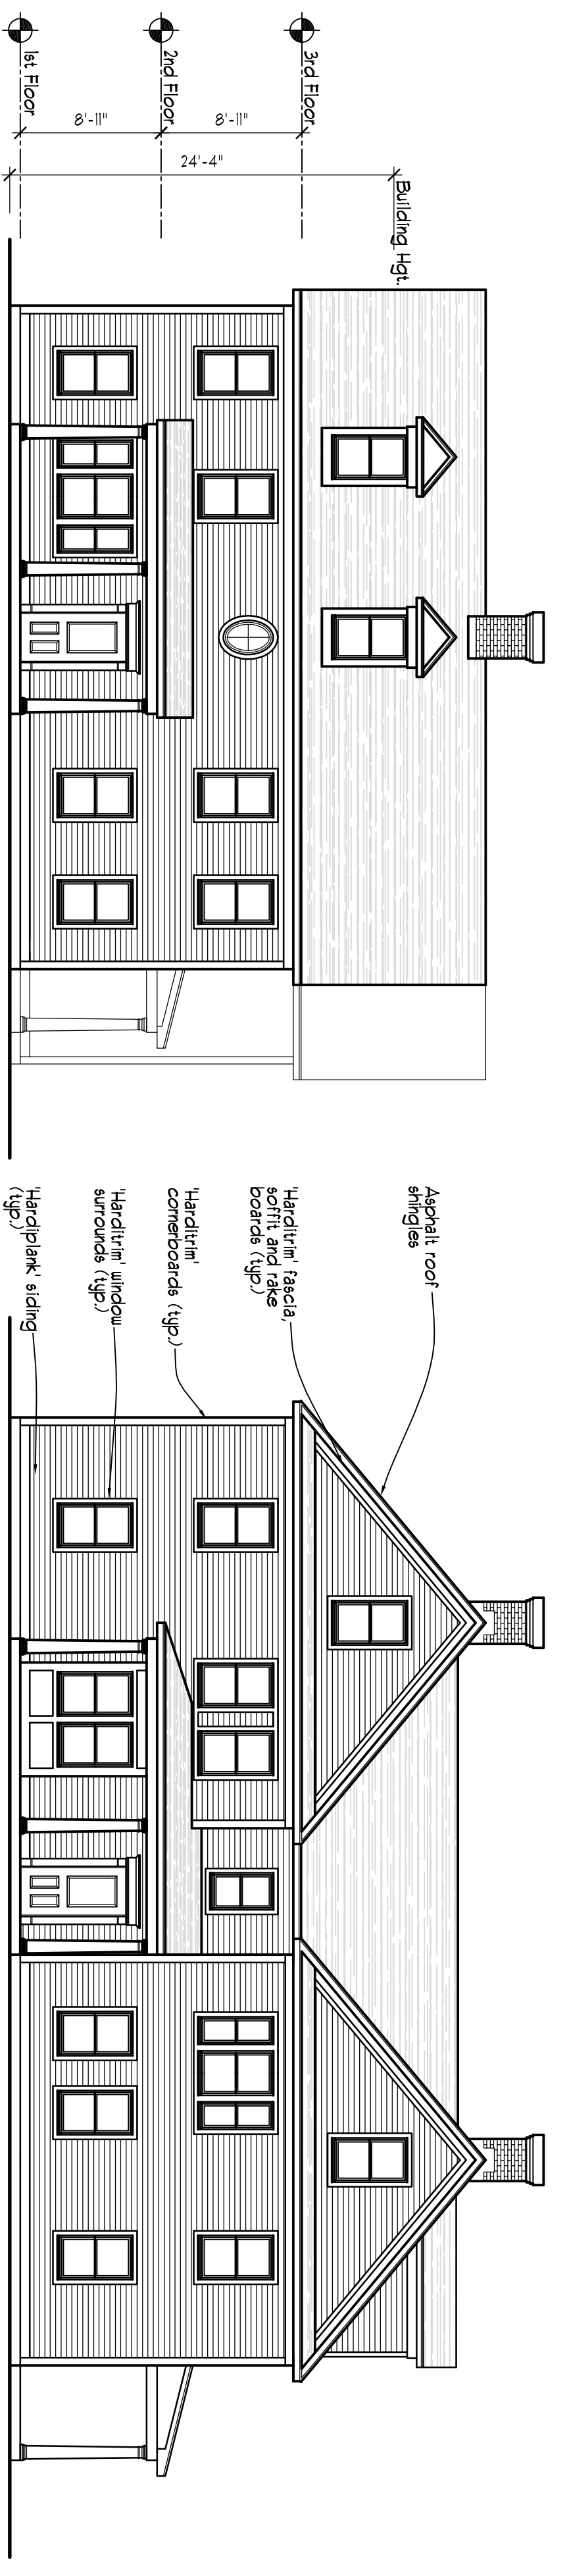 3rd Floor
2nd Floor
1st Floor
8'-11"
8'-11"
24'-4"
Building Hgt.
Asphalt roof
shingles
'Harditrim' fascia,
soffit and rake
boards (typ.)
'Harditrim'
cornerboards (typ.)
'Harditrim' window
surrounds (typ.)
'Hardiplank' siding
(typ.)